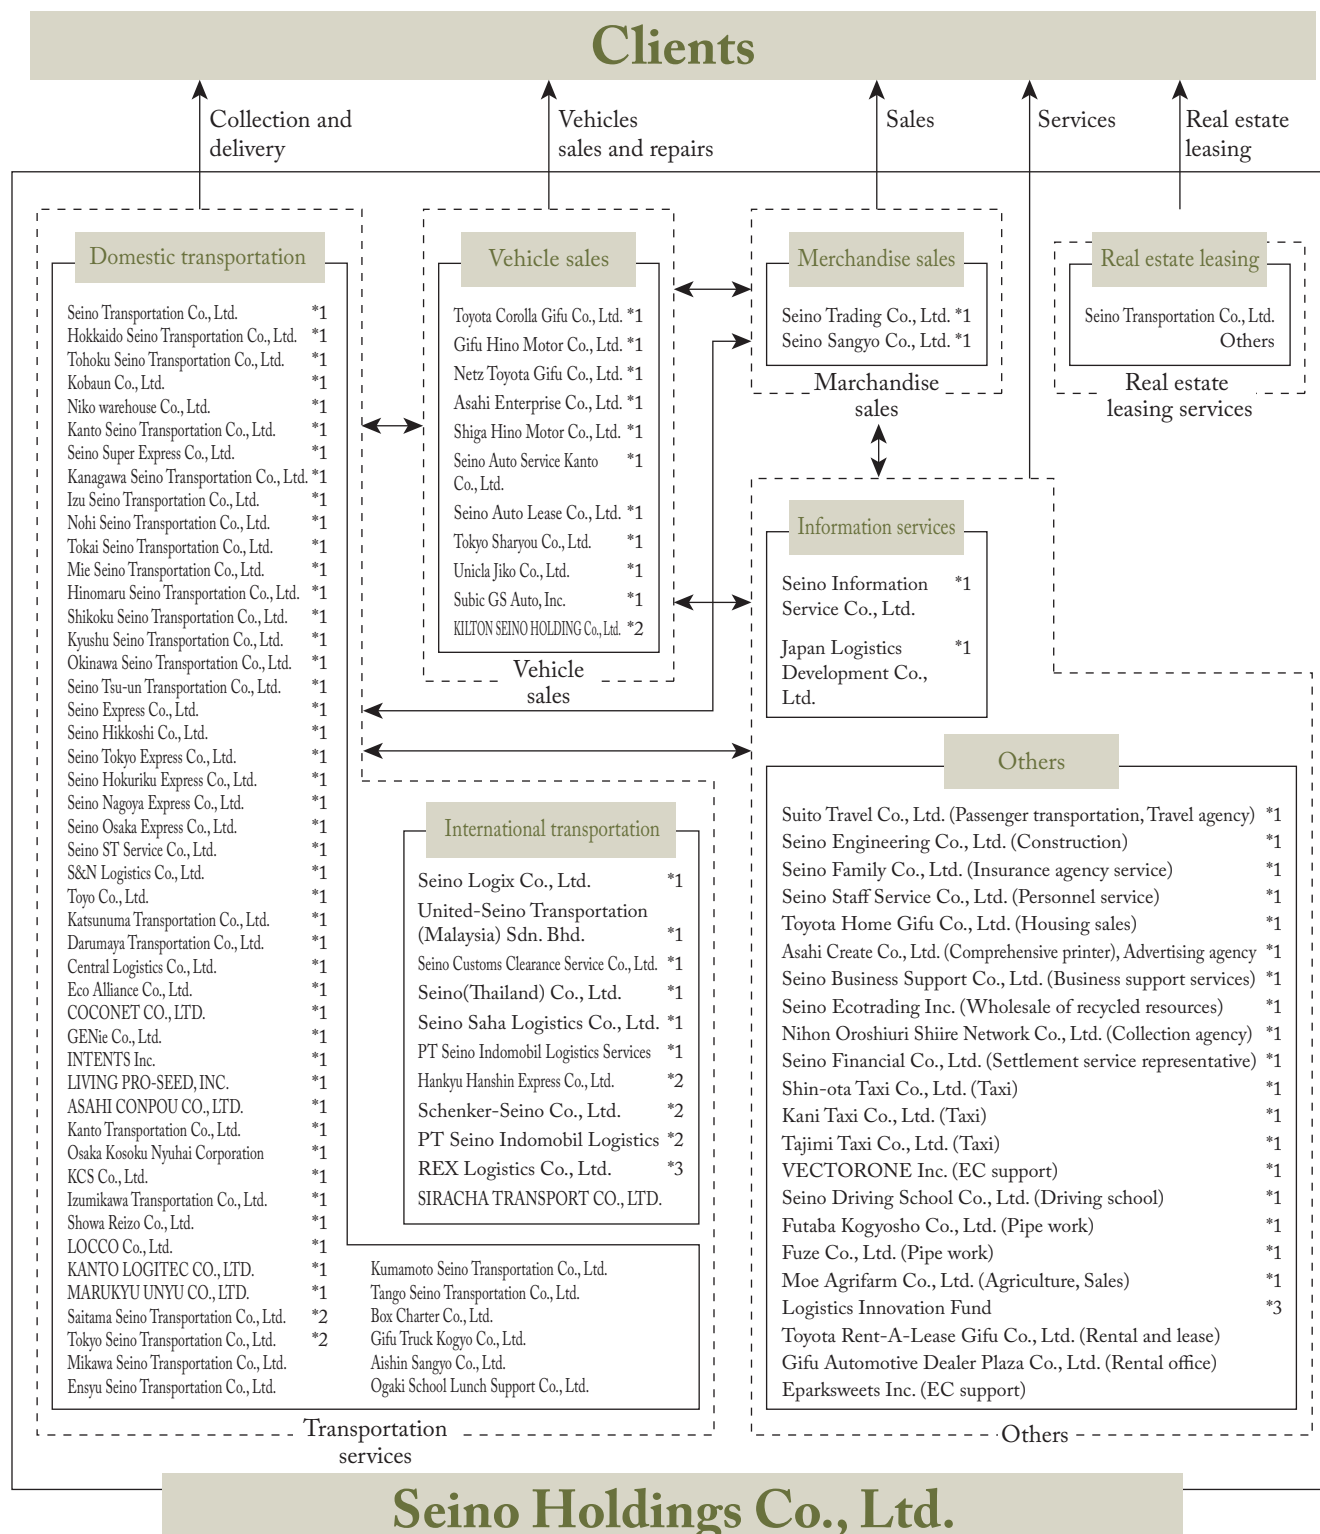 Clients
Collection and
delivery
Vehicles
sales and repairs
Sales
Services
Real estate
leasing
Domestic transportation
Seino Transportation Co., Ltd. *1
Hokkaido Seino Transportation Co., Ltd. *1
Tohoku Seino Transportation Co., Ltd. *1
Kobaun Co., Ltd. *1
Niko warehouse Co., Ltd. *1
Kanto Seino Transportation Co., Ltd. *1
Seino Super Express Co., Ltd. *1
Kanagawa Seino Transportation Co., Ltd. *1
Izu Seino Transportation Co., Ltd. *1
Nohi Seino Transportation Co., Ltd. *1
Tokai Seino Transportation Co., Ltd. *1
Mie Seino Transportation Co., Ltd. *1
Hinomaru Seino Transportation Co., Ltd. *1
Shikoku Seino Transportation Co., Ltd. *1
Kyushu Seino Transportation Co., Ltd. *1
Okinawa Seino Transportation Co., Ltd. *1
Seino Tsu-un Transportation Co., Ltd. *1
Seino Express Co., Ltd. *1
Seino Hikkoshi Co., Ltd. *1
Seino Tokyo Express Co., Ltd. *1
Seino Hokuriku Express Co., Ltd. *1
Seino Nagoya Express Co., Ltd. *1
Seino Osaka Express Co., Ltd. *1
Seino ST Service Co., Ltd. *1
S&N Logistics Co., Ltd. *1
Toyo Co., Ltd. *1
Katsunuma Transportation Co., Ltd. *1
Darumaya Transportation Co., Ltd. *1
Central Logistics Co., Ltd. *1
Eco Alliance Co., Ltd. *1
COCONET CO., LTD. *1
GENie Co., Ltd. *1
INTENTS Inc. *1
LIVING PRO-SEED, INC. *1
ASAHI CONPOU CO., LTD. *1
Kanto Transportation Co., Ltd. *1
Osaka Kosoku Nyuhai Corporation *1
KCS Co., Ltd. *1
Izumikawa Transportation Co., Ltd. *1
Showa Reizo Co., Ltd. *1
LOCCO Co., Ltd. *1
KANTO LOGITEC CO., LTD. *1
MARUKYU UNYU CO., LTD. *1
Saitama Seino Transportation Co., Ltd. *2
Tokyo Seino Transportation Co., Ltd. *2
Mikawa Seino Transportation Co., Ltd.
Ensyu Seino Transportation Co., Ltd.
Kumamoto Seino Transportation Co., Ltd.
Tango Seino Transportation Co., Ltd.
Box Charter Co., Ltd.
Gifu Truck Kogyo Co., Ltd.
Aishin Sangyo Co., Ltd.
Ogaki School Lunch Support Co., Ltd.
International transportation
Seino Logix Co., Ltd. *1
United-Seino Transportation
(Malaysia) Sdn. Bhd. *1
Seino Customs Clearance Service Co., Ltd. *1
Seino(Thailand) Co., Ltd. *1
Seino Saha Logistics Co., Ltd. *1
PT Seino Indomobil Logistics Services *1
Hankyu Hanshin Express Co., Ltd. *2
Schenker-Seino Co., Ltd. *2
PT Seino Indomobil Logistics *2
REX Logistics Co., Ltd. *3
SIRACHA TRANSPORT CO., LTD.
Transportation
services
Vehicle sales
Toyota Corolla Gifu Co., Ltd. *1
Gifu Hino Motor Co., Ltd. *1
Netz Toyota Gifu Co., Ltd. *1
Asahi Enterprise Co., Ltd. *1
Shiga Hino Motor Co., Ltd. *1
Seino Auto Service Kanto *1
Co., Ltd.
Seino Auto Lease Co., Ltd. *1
Tokyo Sharyou Co., Ltd. *1
Unicla Jiko Co., Ltd. *1
Subic GS Auto, Inc. *1
KILTON SEINO HOLDING Co., Ltd. *2
Vehicle
sales
Merchandise sales
Seino Trading Co., Ltd. *1
Seino Sangyo Co., Ltd. *1
Marchandise
sales
Real estate leasing
Seino Transportation Co., Ltd.
Others
Real estate
leasing services
Information services
Seino Information *1
Service Co., Ltd.
Japan Logistics *1
Development Co.,
Ltd.
Others
Suito Travel Co., Ltd. (Passenger transportation, Travel agency) *1
Seino Engineering Co., Ltd. (Construction) *1
Seino Family Co., Ltd. (Insurance agency service) *1
Seino Staff Service Co., Ltd. (Personnel service) *1
Toyota Home Gifu Co., Ltd. (Housing sales) *1
Asahi Create Co., Ltd. (Comprehensive printer), Advertising agency *1
Seino Business Support Co., Ltd. (Business support services) *1
Seino Ecotrading Inc. (Wholesale of recycled resources) *1
Nihon Oroshiuri Shiire Network Co., Ltd. (Collection agency) *1
Seino Financial Co., Ltd. (Settlement service representative) *1
Shin-ota Taxi Co., Ltd. (Taxi) *1
Kani Taxi Co., Ltd. (Taxi) *1
Tajimi Taxi Co., Ltd. (Taxi) *1
VECTORONE Inc. (EC support) *1
Seino Driving School Co., Ltd. (Driving school) *1
Futaba Kogyosho Co., Ltd. (Pipe work) *1
Fuze Co., Ltd. (Pipe work) *1
Moe Agrifarm Co., Ltd. (Agriculture, Sales) *1
Logistics Innovation Fund *3
Toyota Rent-A-Lease Gifu Co., Ltd. (Rental and lease)
Gifu Automotive Dealer Plaza Co., Ltd. (Rental office)
Eparksweets Inc. (EC support)
Others
Seino Holdings Co., Ltd.